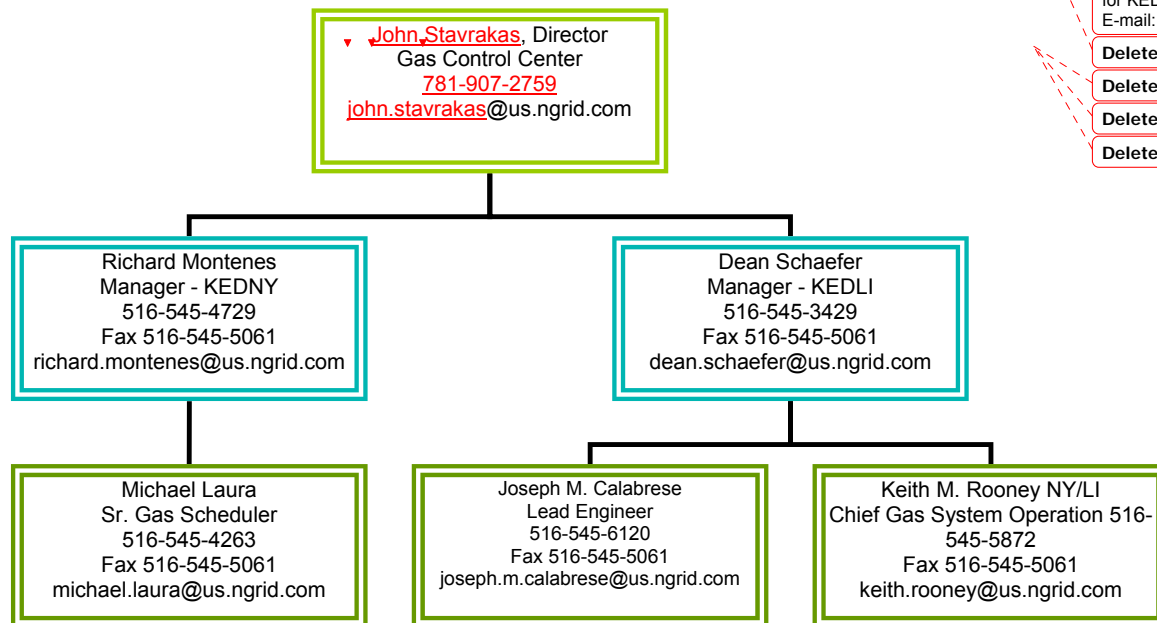 for KED
E-mail:
Delete
Delete
Delete
Delete
John Stavrakas, Director
Gas Control Center
781-907-2759
john.stavrakas@us.ngrid.com
Richard Montenes
Manager - KEDNY
516-545-4729
Fax 516-545-5061
richard.montenes@us.ngrid.com
Dean Schaefer
Manager - KEDLI
516-545-3429
Fax 516-545-5061
dean.schaefer@us.ngrid.com
Michael Laura
Sr. Gas Scheduler
516-545-4263
Fax 516-545-5061
michael.laura@us.ngrid.com
Joseph M. Calabrese
Lead Engineer
516-545-6120
Fax 516-545-5061
joseph.m.calabrese@us.ngrid.com
Keith M. Rooney NY/LI
Chief Gas System Operation 516-
545-5872
Fax 516-545-5061
keith.rooney@us.ngrid.com